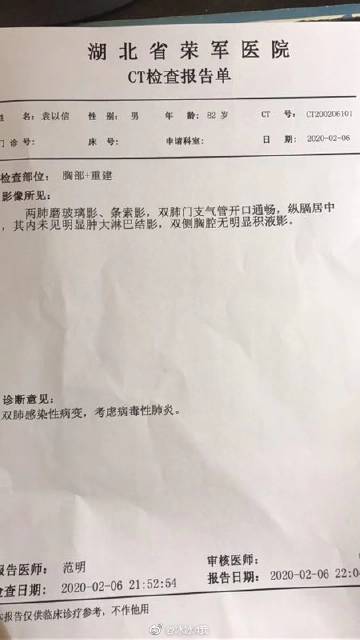 湖北省荣军医院
CT检查报告单
姓 名: 袁以信 性 别: 男 年 龄: 82 岁 CT 号: CT200206101
门诊号: 床 号: 申请科室: 日 期: 2020-02-06
检查部位: 胸部+重建
影像所见:
两肺磨玻璃影、条索影，双肺门支气管开口通畅，纵膈居中
，其内未见明显肿大淋巴结影，双侧胸腔无明显积液影。
诊断意见:
双肺感染性病变，考虑病毒性肺炎。
报告医师: 范明 审核医师:
检查日期: 2020-02-06 21:52:54 报告日期: 2020-02-06 22:04
本报告仅供临床诊疗参考，不作他用